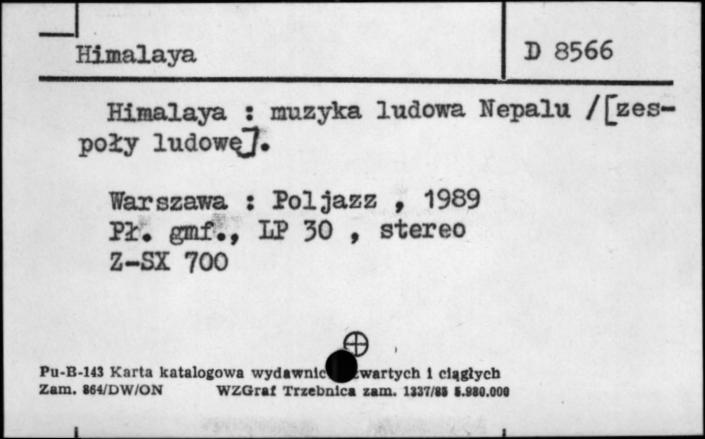 Himalaya D 8566
Himalaya : muzyka ludowa Nepalu /[zes-
poły ludowe].
Warszawa : Poljazz , 1989
Pł. gmf., LP 30 , stereo
Z-SX 700
Pu-B-143 Karta katalogowa wydawnic wartych i ciągłych
Zam. 864/DW/ON WZGraf Trzebnica zam. 1337/85 5.980.000